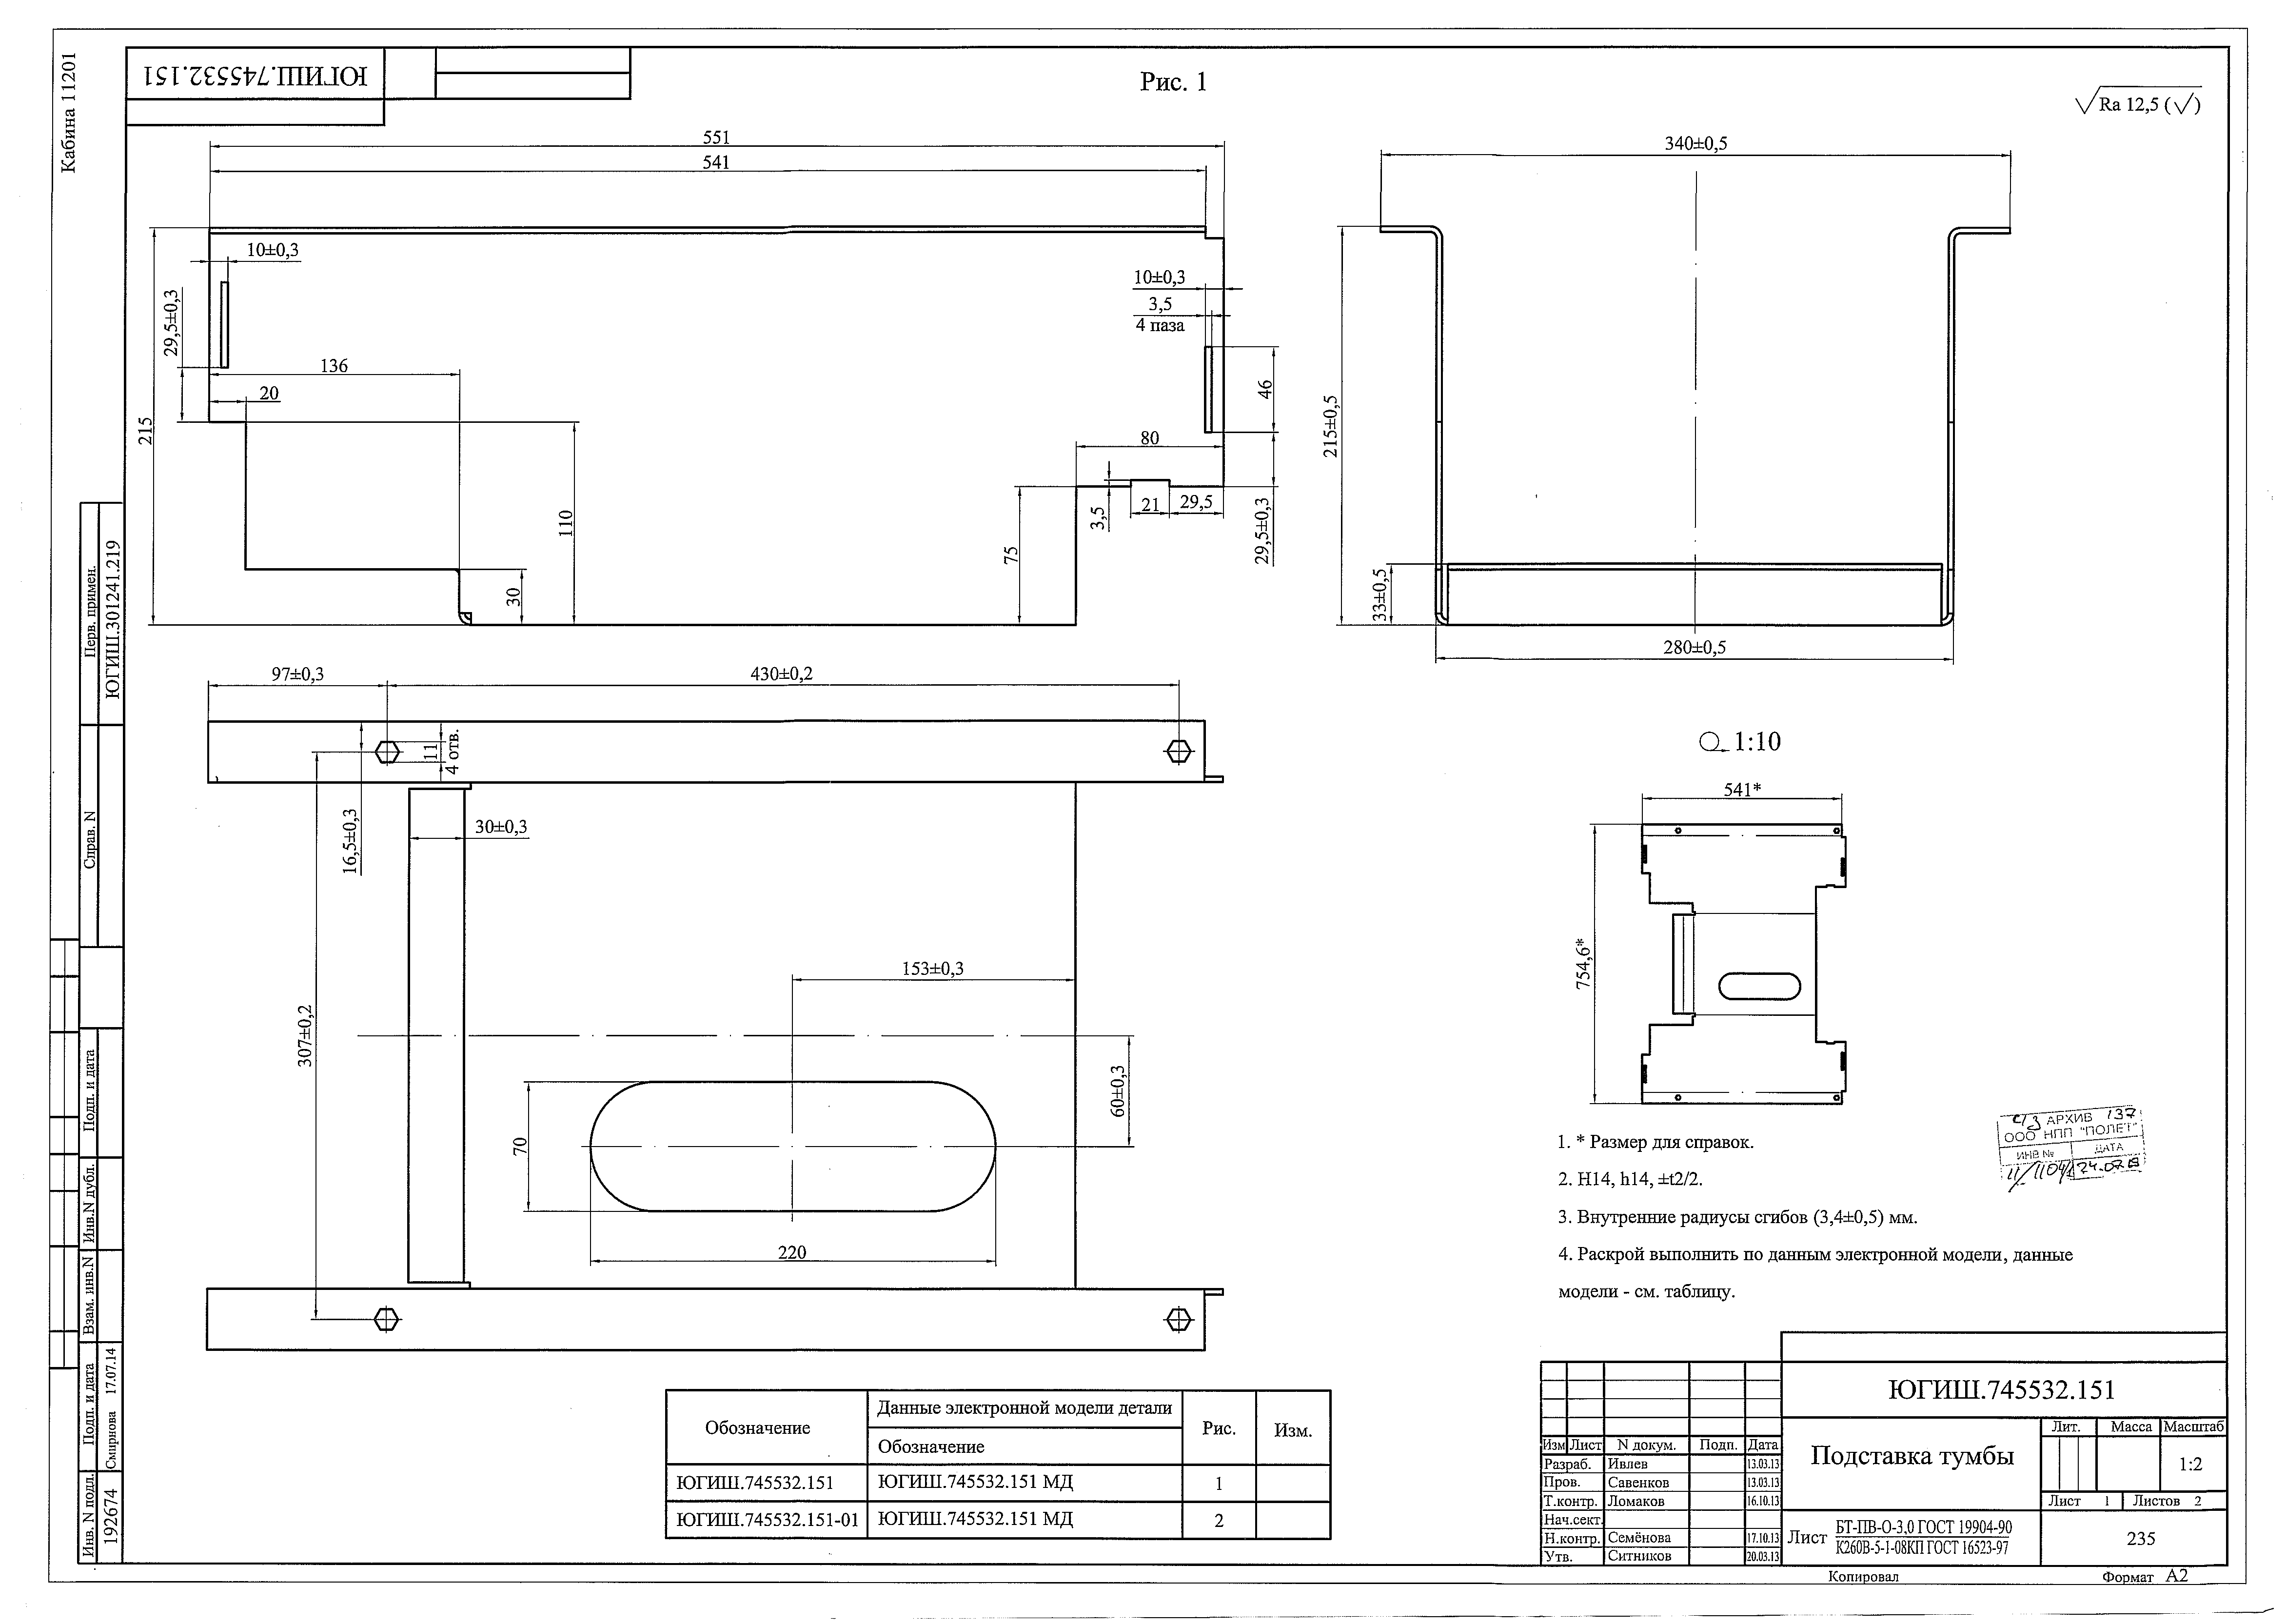 Кабина 11201
ЮГИШ.745532.151
Рис. 1
Ra 12,5 (√)
551
541
10±0,3
29,5±0,3
136
20
215
110
30
10±0,3
3,5
4 паза
46
80
3,5
21
29,5
29,5±0,3
75
340±0,5
215±0,5
33±0,5
280±0,5
97±0,3
430±0,2
11
4 отв.
16,5±0,3
30±0,3
307±0,2
153±0,3
60±0,3
70
220
1:10
541*
754,6*
1. * Размер для справок.
2. H14, h14, ±t2/2.
3. Внутренние радиусы сгибов (3,4±0,5) мм.
4. Раскрой выполнить по данным электронной модели, данные
модели - см. таблицу.
АРХИВ 137
ООО НПП "ПОЛЕТ"
ИНВ № ДАТА
Обозначение Данные электронной модели детали Рис. Изм.
Обозначение
ЮГИШ.745532.151 ЮГИШ.745532.151 МД 1
ЮГИШ.745532.151-01 ЮГИШ.745532.151 МД 2
ЮГИШ.745532.151
Подставка тумбы
Лит. Масса Масштаб
1:2
Лист 1 Листов 2
Изм Лист N докум. Подп. Дата
Разраб. Ивлев 13.03.13
Пров. Савенков 13.03.13
Т.контр. Ломаков 16.10.13
Нач.сект.
Н.контр. Семёнова 17.10.13
Утв. Ситников 20.03.13
Лист БТ-ПВ-О-3,0 ГОСТ 19904-90
К260В-5-1-08КП ГОСТ 16523-97
235
Копировал Формат А2
Перв. примен.
ЮГИШ.301241.219
Справ. N
Подп. и дата
Инв.N дубл.
Взам. инв.N
Подп. и дата
Смирнова 17.07.14
Инв. N подл.
192674